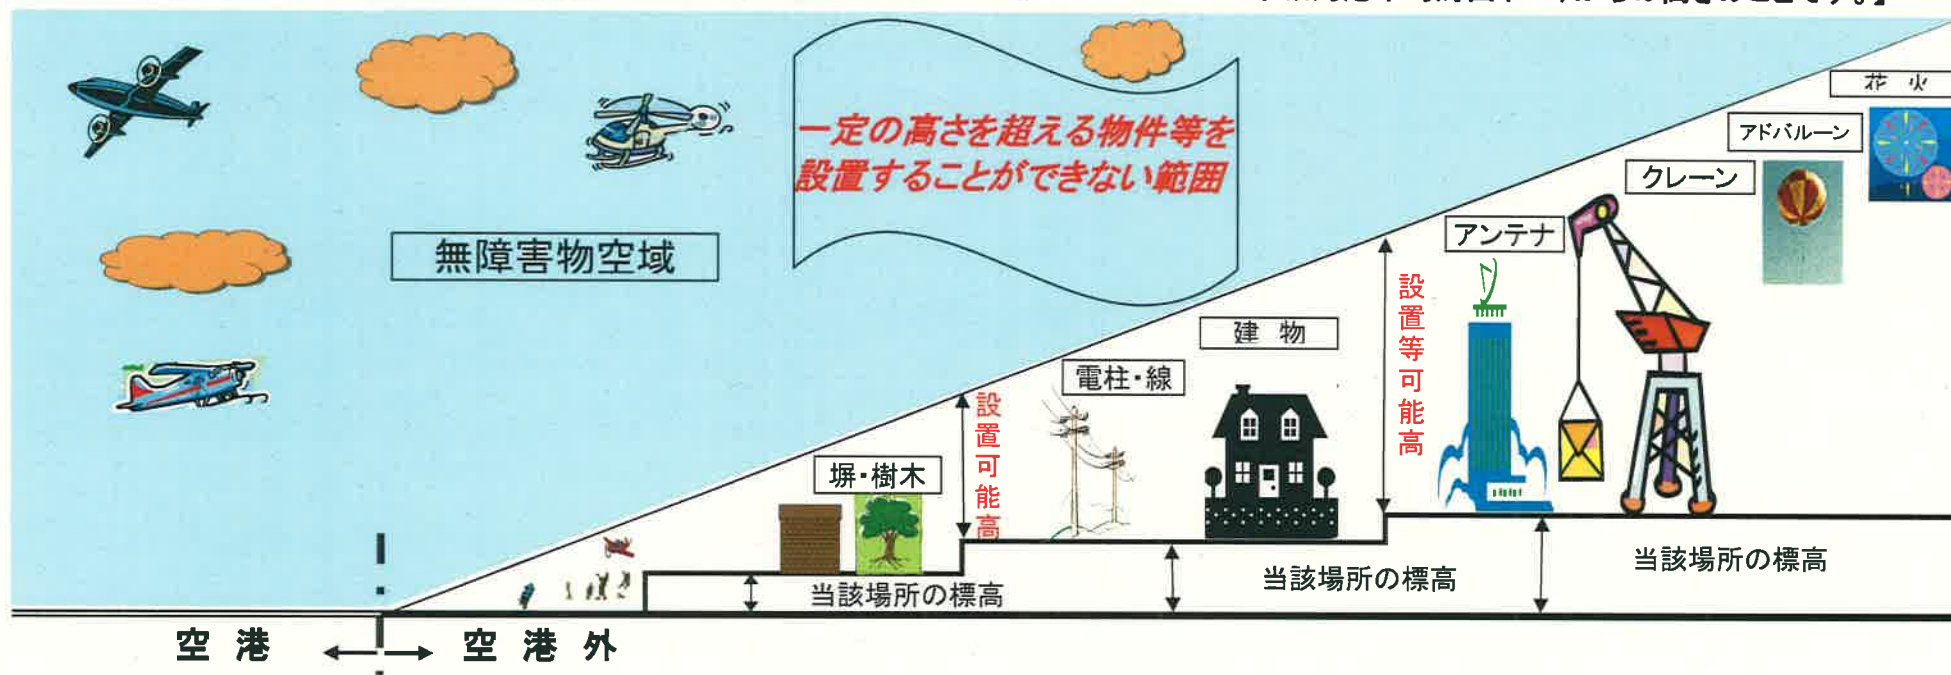 花 火
アドバルーン
クレーン
アンテナ
一定の高さを超える物件等を
設置することができない範囲
無障害物空域
設置等可能高
建 物
電柱・線
設置可能高
塀・樹木
当該場所の標高
当該場所の標高
当該場所の標高
空 港
空 港 外